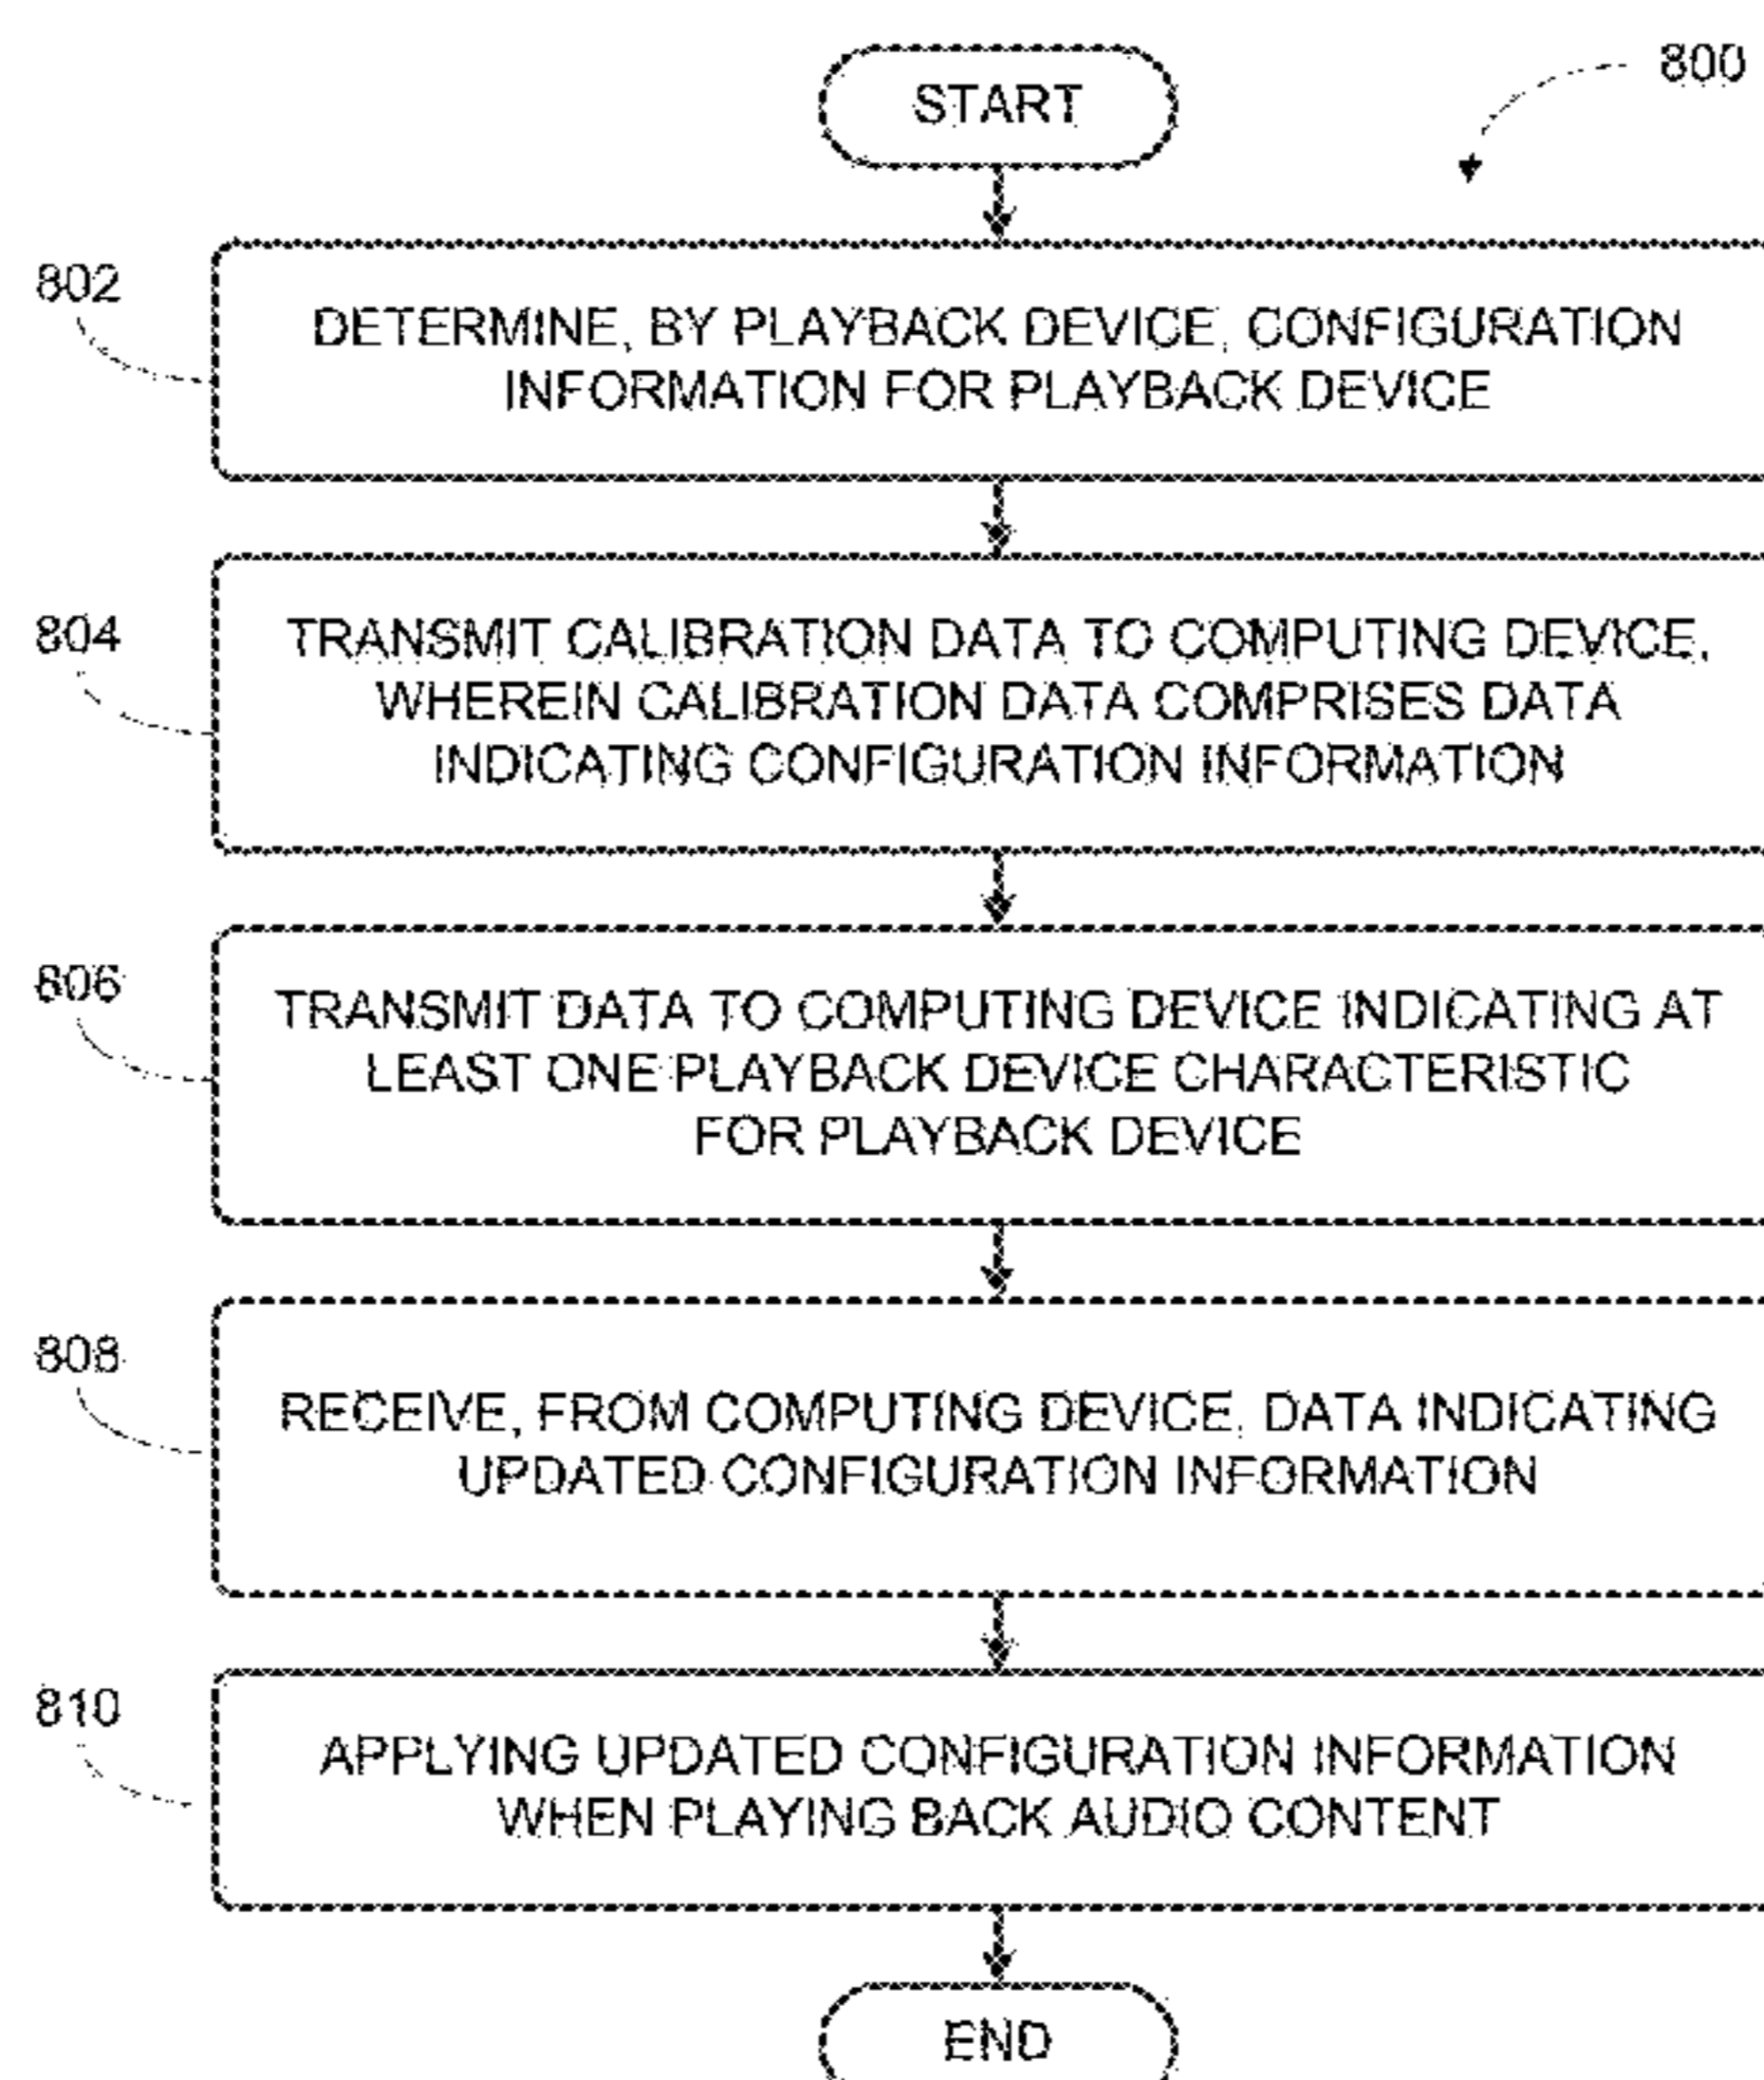 START
800
802
DETERMINE, BY PLAYBACK DEVICE, CONFIGURATION
INFORMATION FOR PLAYBACK DEVICE
804
TRANSMIT CALIBRATION DATA TO COMPUTING DEVICE,
WHEREIN CALIBRATION DATA COMPRISES DATA
INDICATING CONFIGURATION INFORMATION
806
TRANSMIT DATA TO COMPUTING DEVICE INDICATING AT
LEAST ONE PLAYBACK DEVICE CHARACTERISTIC
FOR PLAYBACK DEVICE
808
RECEIVE, FROM COMPUTING DEVICE, DATA INDICATING
UPDATED CONFIGURATION INFORMATION
810
APPLYING UPDATED CONFIGURATION INFORMATION
WHEN PLAYING BACK AUDIO CONTENT
END